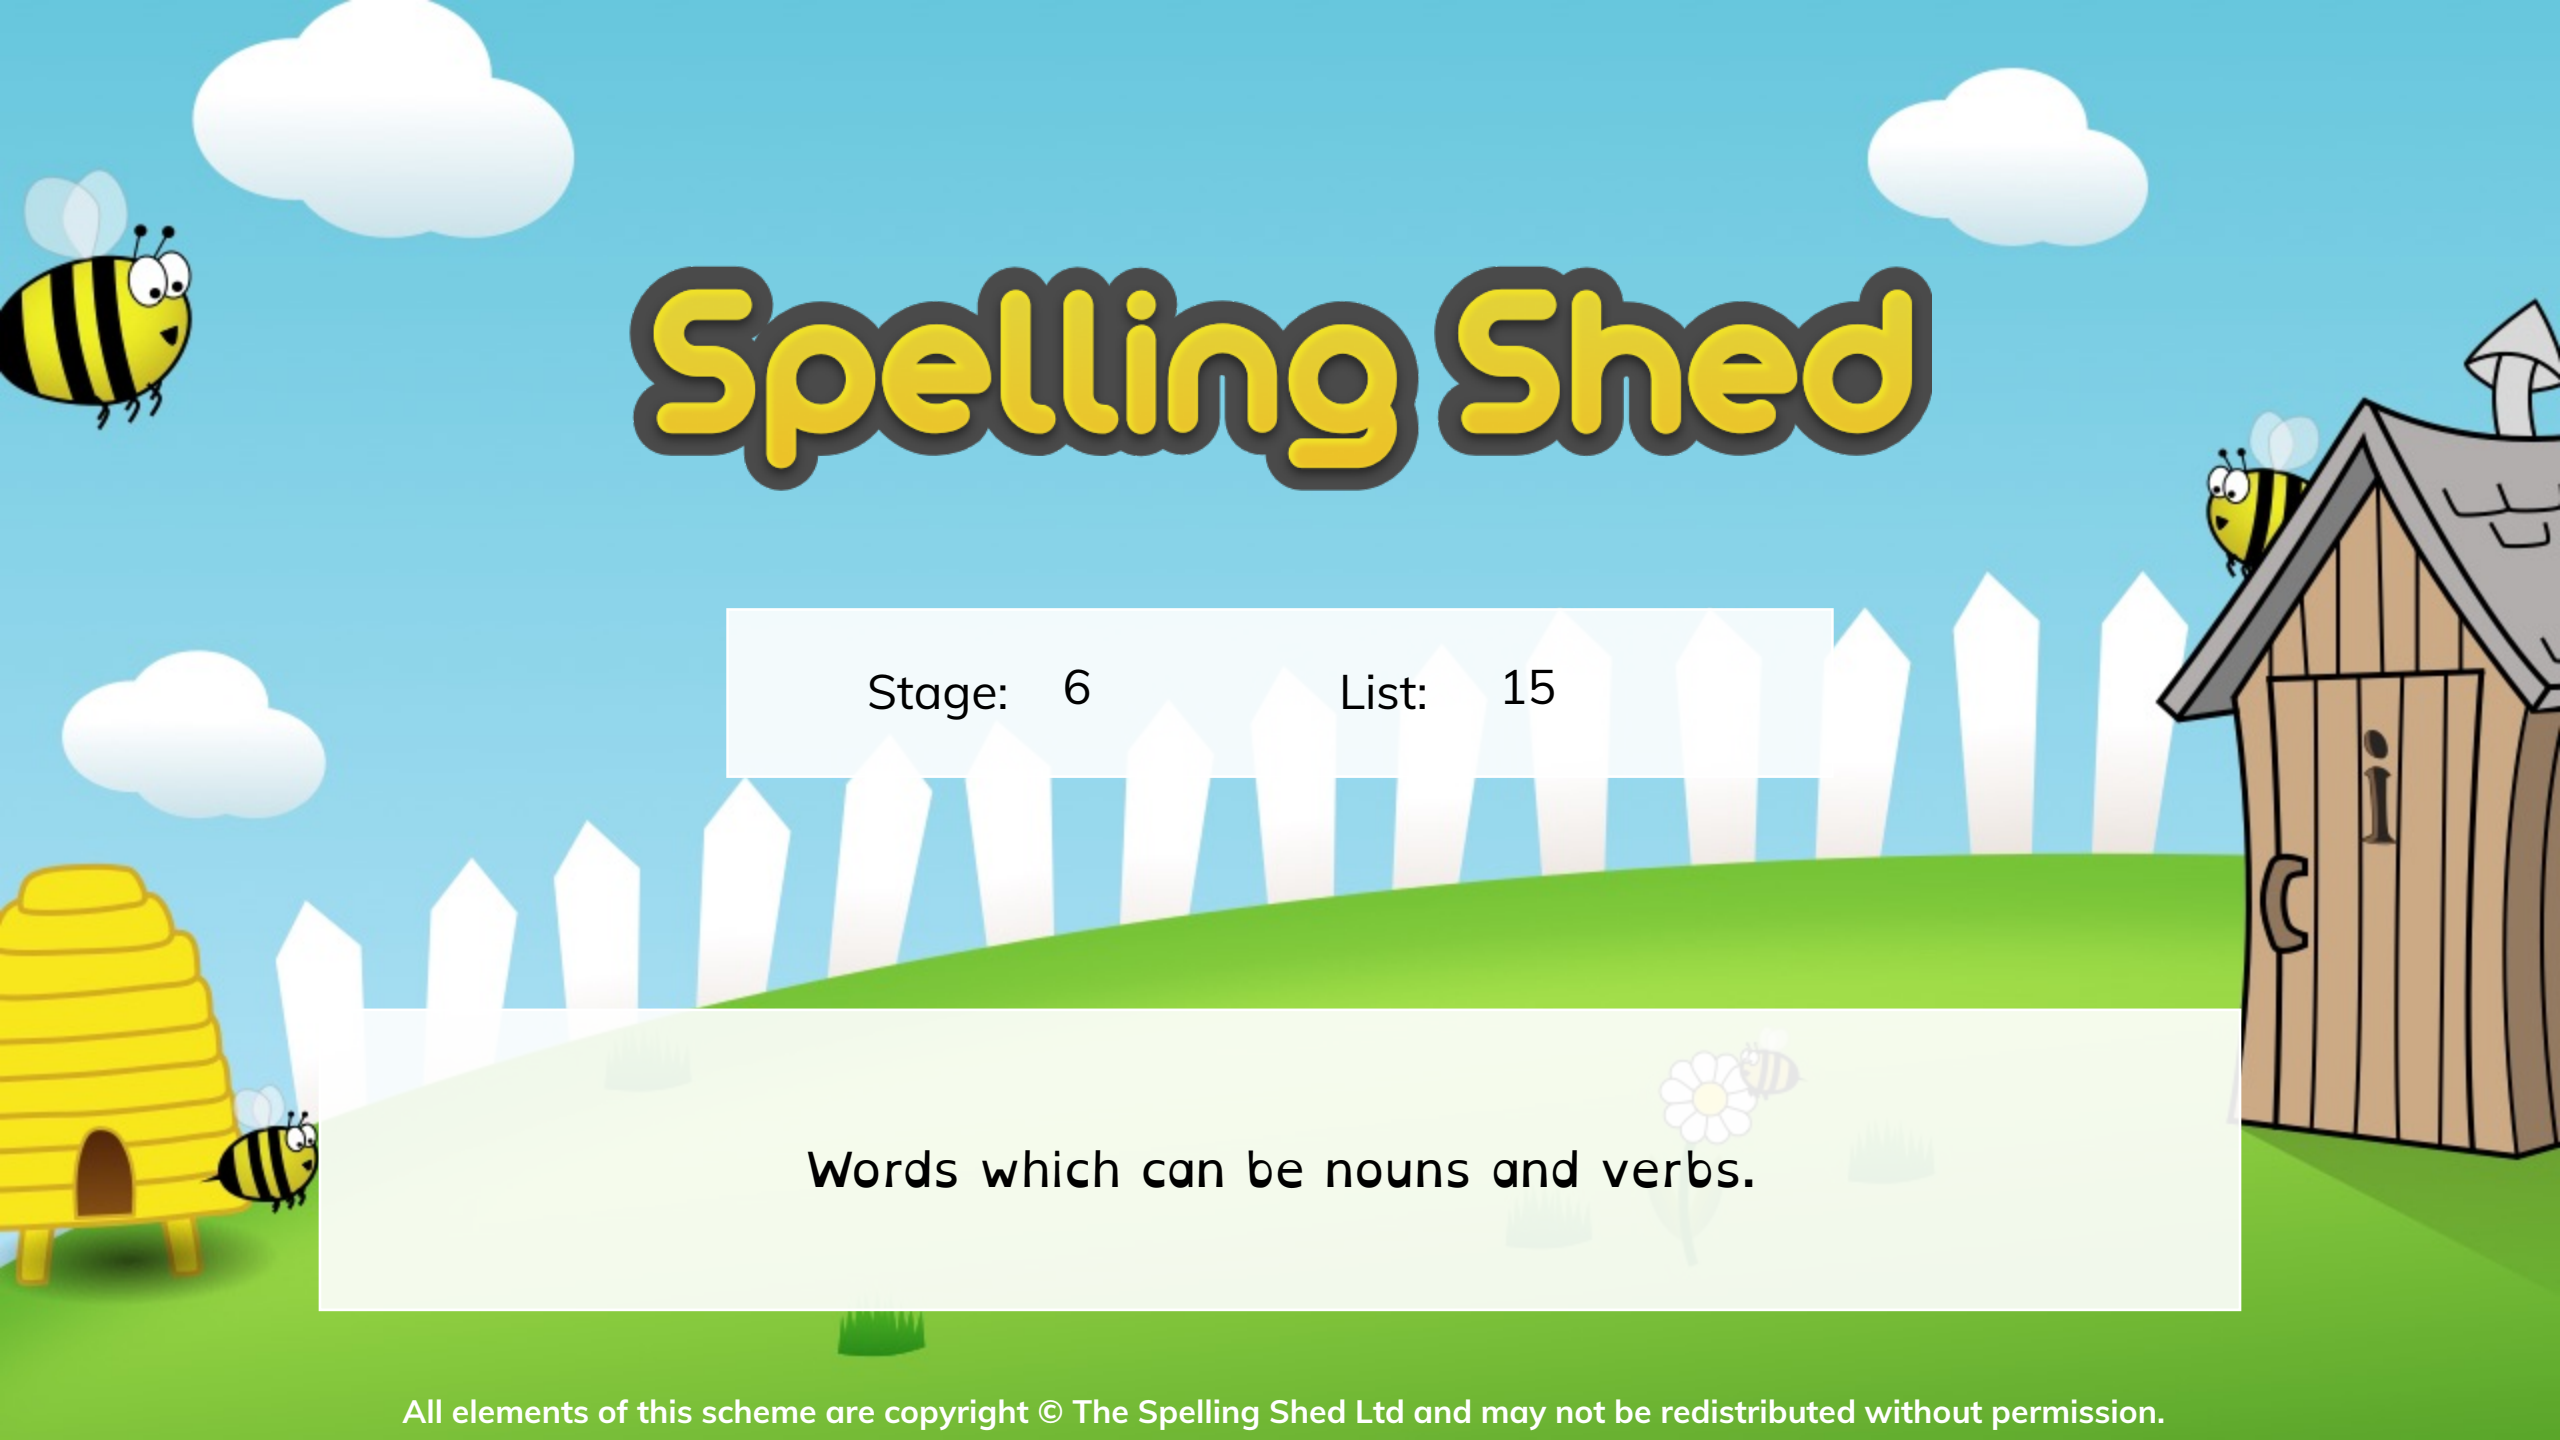 Spelling Shed
Stage: 6 List: 15
i
Words which can be nouns and verbs.
All elements of this scheme are copyright © The Spelling Shed Ltd and may not be redistributed without permission.